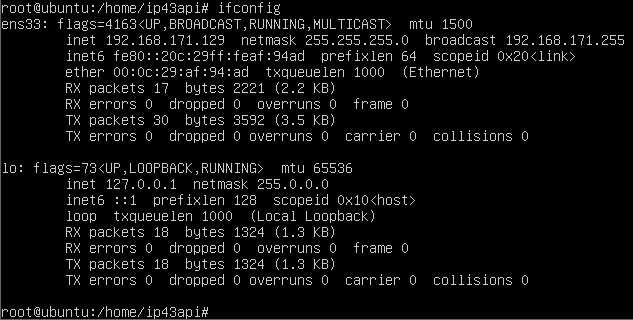 root@ubuntu:/home/ip43api# ifconfig
ens33: flags=4163<UP,BROADCAST,RUNNING,MULTICAST>  mtu 1500
        inet 192.168.171.129  netmask 255.255.255.0  broadcast 192.168.171.255
        inet6 fe80::20c:29ff:feaf:94ad  prefixlen 64  scopeid 0x20<link>
        ether 00:0c:29:af:94:ad  txqueuelen 1000  (Ethernet)
        RX packets 17  bytes 2221 (2.2 KB)
        RX errors 0  dropped 0  overruns 0  frame 0
        TX packets 30  bytes 3592 (3.5 KB)
        TX errors 0  dropped 0 overruns 0  carrier 0  collisions 0
lo: flags=73<UP,LOOPBACK,RUNNING>  mtu 65536
        inet 127.0.0.1  netmask 255.0.0.0
        inet6 ::1  prefixlen 128  scopeid 0x10<host>
        loop  txqueuelen 1000  (Local Loopback)
        RX packets 18  bytes 1324 (1.3 KB)
        RX errors 0  dropped 0  overruns 0  frame 0
        TX packets 18  bytes 1324 (1.3 KB)
        TX errors 0  dropped 0 overruns 0  carrier 0  collisions 0
root@ubuntu:/home/ip43api#